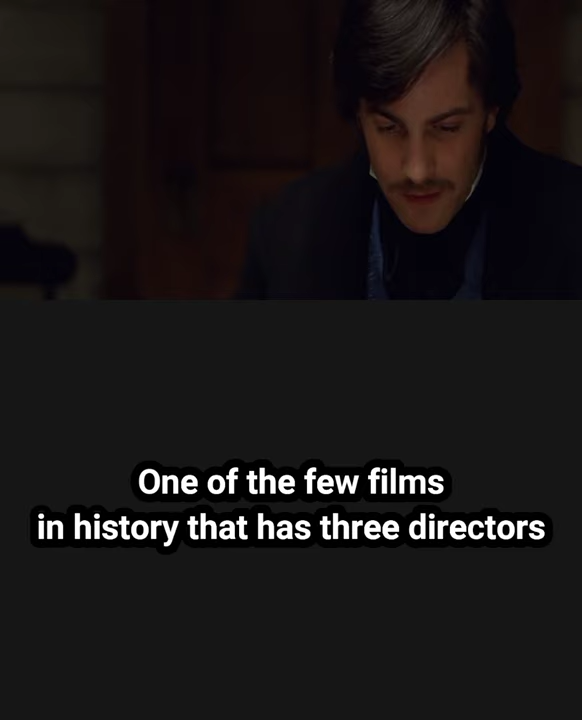 One of the few films
in history that has three directors